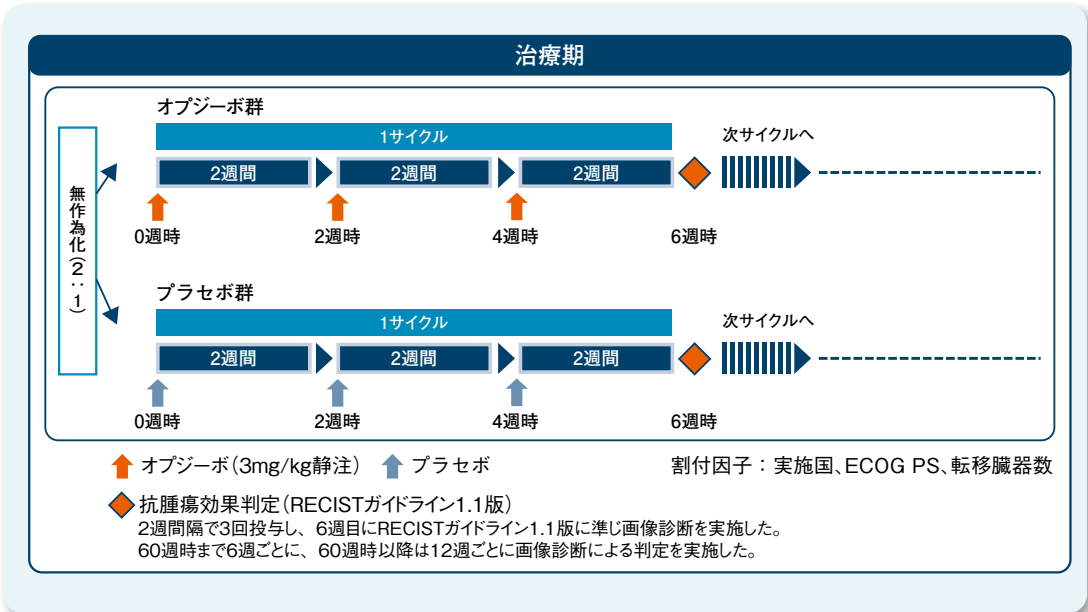 治療期
オプジーボ群
1サイクル
次サイクルへ
2週間 2週間 2週間
0週時 2週時 4週時 6週時
無作為化(2:1)
プラセボ群
1サイクル
次サイクルへ
2週間 2週間 2週間
0週時 2週時 4週時 6週時
オプジーボ(3mg/kg静注) プラセボ 割付因子:実施国、ECOG PS、転移臓器数
抗腫瘍効果判定(RECISTガイドライン1.1版)
2週間隔で3回投与し、6週目にRECISTガイドライン1.1版に準じ画像診断を実施した。
60週時まで6週ごとに、60週時以降は12週ごとに画像診断による判定を実施した。